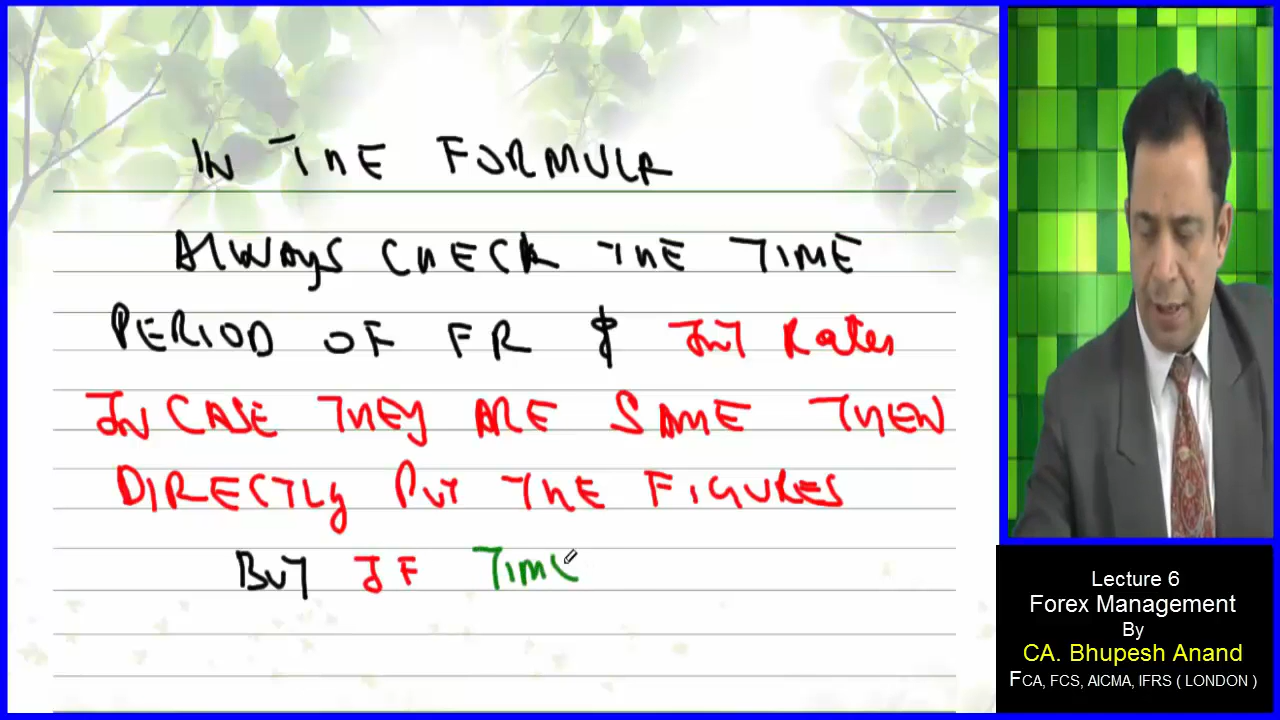 IN THE FORMULA
ALWAYS CHECK THE TIME
PERIOD OF FR & INT Rates
IN CASE THEY ARE SAME THEN
DIRECTLY PUT THE FIGURES
BUT IF TIME
Lecture 6
Forex Management
By
CA. Bhupesh Anand
FCA, FCS, AICMA, IFRS ( LONDON )